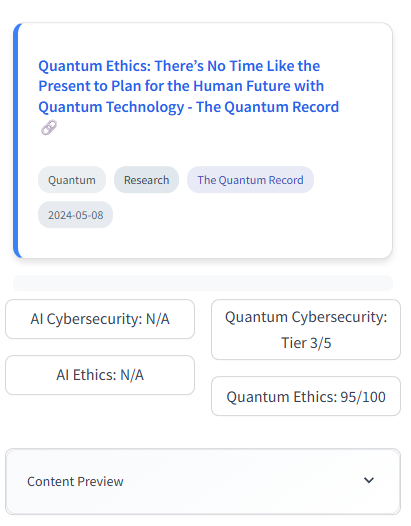 Quantum Ethics: There’s No Time Like the
Present to Plan for the Human Future with
Quantum Technology - The Quantum Record
Quantum
Research
The Quantum Record
2024-05-08
AI Cybersecurity: N/A
AI Ethics: N/A
Quantum Cybersecurity:
Tier 3/5
Quantum Ethics: 95/100
Content Preview